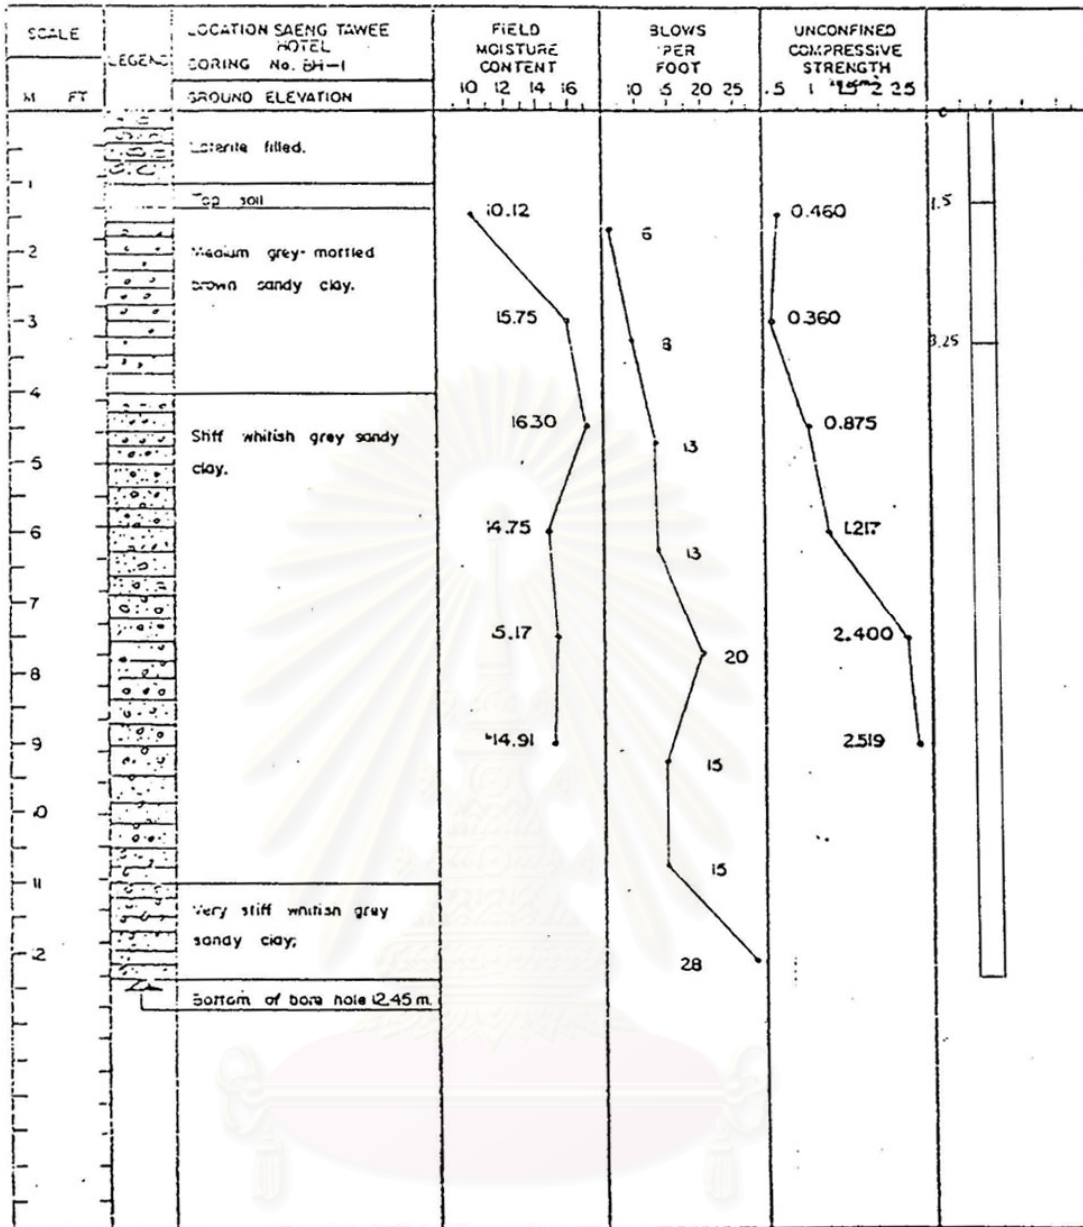 SCALE
M FT
LEGEND
LOCATION SAENG TAWEE
HOTEL
BORING No. BH-1
GROUND ELEVATION
FIELD
MOISTURE
CONTENT
10 12 14 16
BLOWS
PER
FOOT
10 15 20 25
UNCONFINED
COMPRESSIVE
STRENGTH
.5 1 1.5 2 2.5
Laterite filled.
1
Top soil
10.12
6
0.460
1.5
Medium grey-mottled
brown sandy clay.
2
3
15.75
8
0.360
3.25
4
Stiff whitish grey sandy
clay.
16.30
13
0.875
5
6
14.75
13
1.217
7
15.17
20
2.400
8
9
14.91
15
2.519
10
15
11
Very stiff whitish grey
sandy clay;
12
28
Bottom of bore hole 12.45 m.